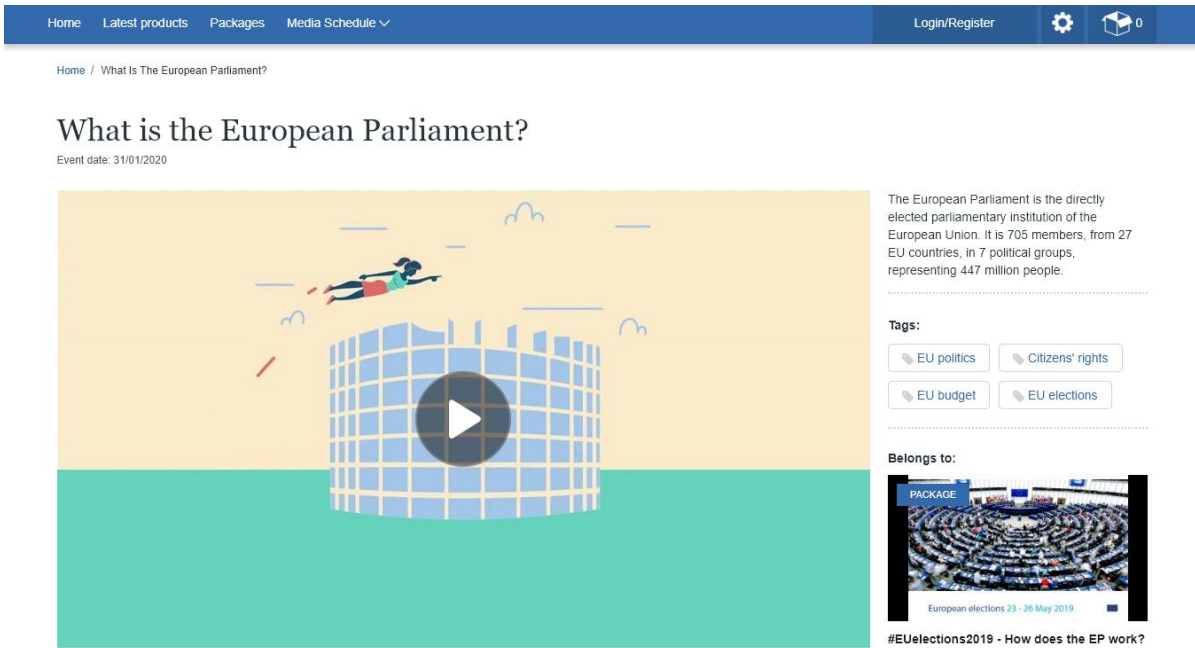 Home Latest products Packages Media Schedule Login/Register 0
Home / What Is The European Parliament?
What is the European Parliament?
Event date: 31/01/2020
The European Parliament is the directly
elected parliamentary institution of the
European Union. It is 705 members, from 27
EU countries, in 7 political groups,
representing 447 million people.
Tags:
EU politics Citizens' rights
EU budget EU elections
Belongs to:
PACKAGE
European elections 23 - 26 May 2019
#EUelections2019 - How does the EP work?